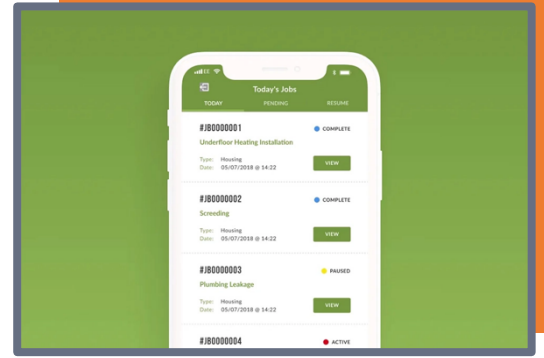 Today's Jobs
TODAY PENDING RESUME
#JB0000001 COMPLETE
Underfloor Heating Installation
Type: Housing
Date: 05/07/2018 @ 14:22
VIEW
#JB0000002 COMPLETE
Screeding
Type: Housing
Date: 05/07/2018 @ 14:22
VIEW
#JB0000003 PAUSED
Plumbing Leakage
Type: Housing
Date: 05/07/2018 @ 14:22
VIEW
#JB0000004 ACTIVE